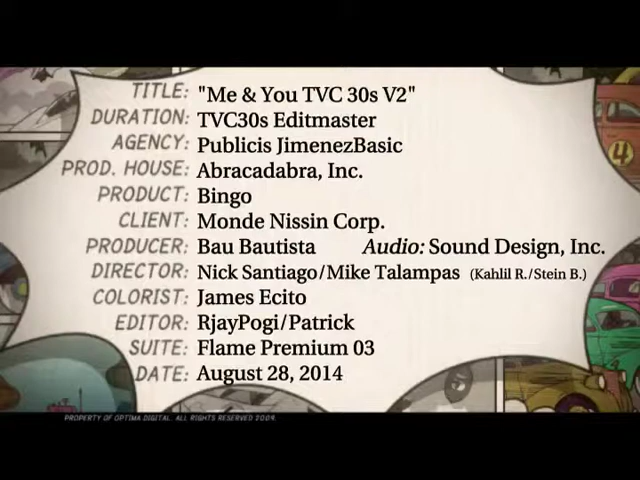 TITLE: "Me & You TVC 30s V2"
DURATION: TVC30s Editmaster
AGENCY: Publicis JimenezBasic
PROD. HOUSE: Abracadabra, Inc.
PRODUCT: Bingo
CLIENT: Monde Nissin Corp.
PRODUCER: Bau Bautista Audio: Sound Design, Inc.
DIRECTOR: Nick Santiago/Mike Talampas (Kahlil R./Stein B.)
COLORIST: James Ecito
EDITOR: RjayPogi/Patrick
SUITE: Flame Premium 03
DATE: August 28, 2014
4
PROPERTY OF OPTIMA DIGITAL. ALL RIGHTS RESERVED 2009.